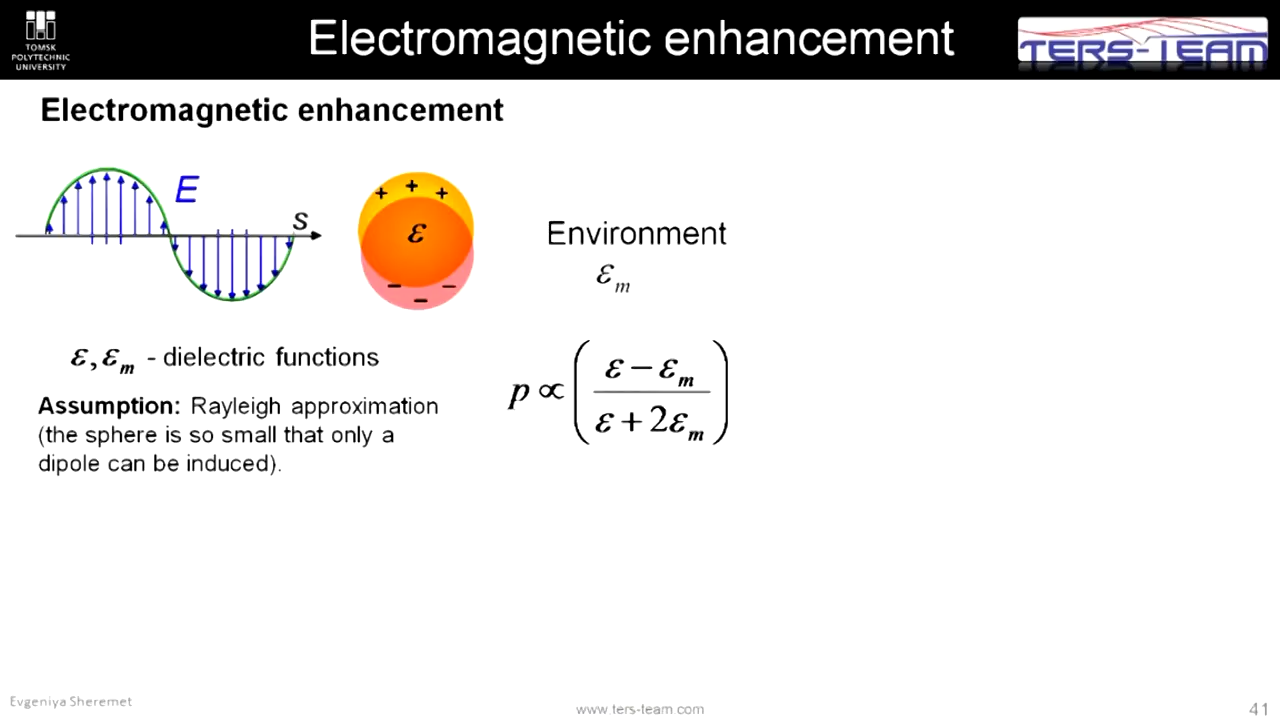 TOMSK
POLYTECHNIC
UNIVERSITY
Electromagnetic enhancement
TERS-TEAM
Electromagnetic enhancement
E
s
+ + +
ε
− − −
Environment
εm
ε, εm - dielectric functions
Assumption: Rayleigh approximation
(the sphere is so small that only a
dipole can be induced).
p ∝ ( (ε − εm) / (ε + 2εm) )
Evgeniya Sheremet
www.ters-team.com
41